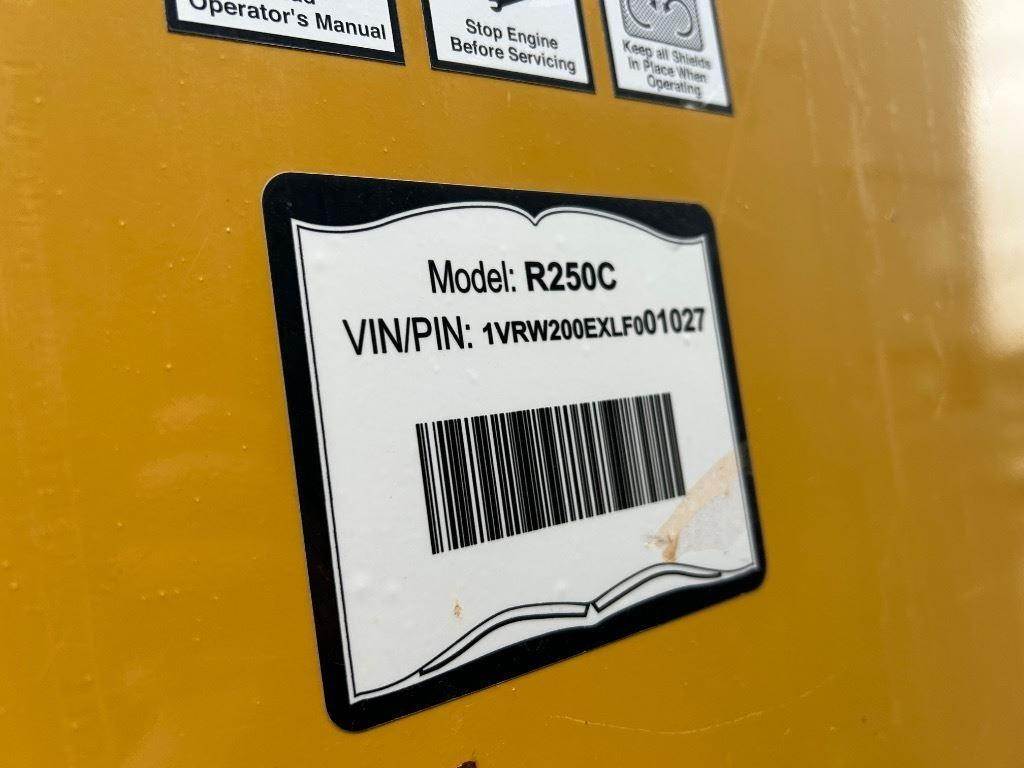 Operator's Manual
Stop Engine
Before Servicing
Keep all Shields
In Place When
Operating
Model: R250C
VIN/PIN: 1VRW200EXLF001027